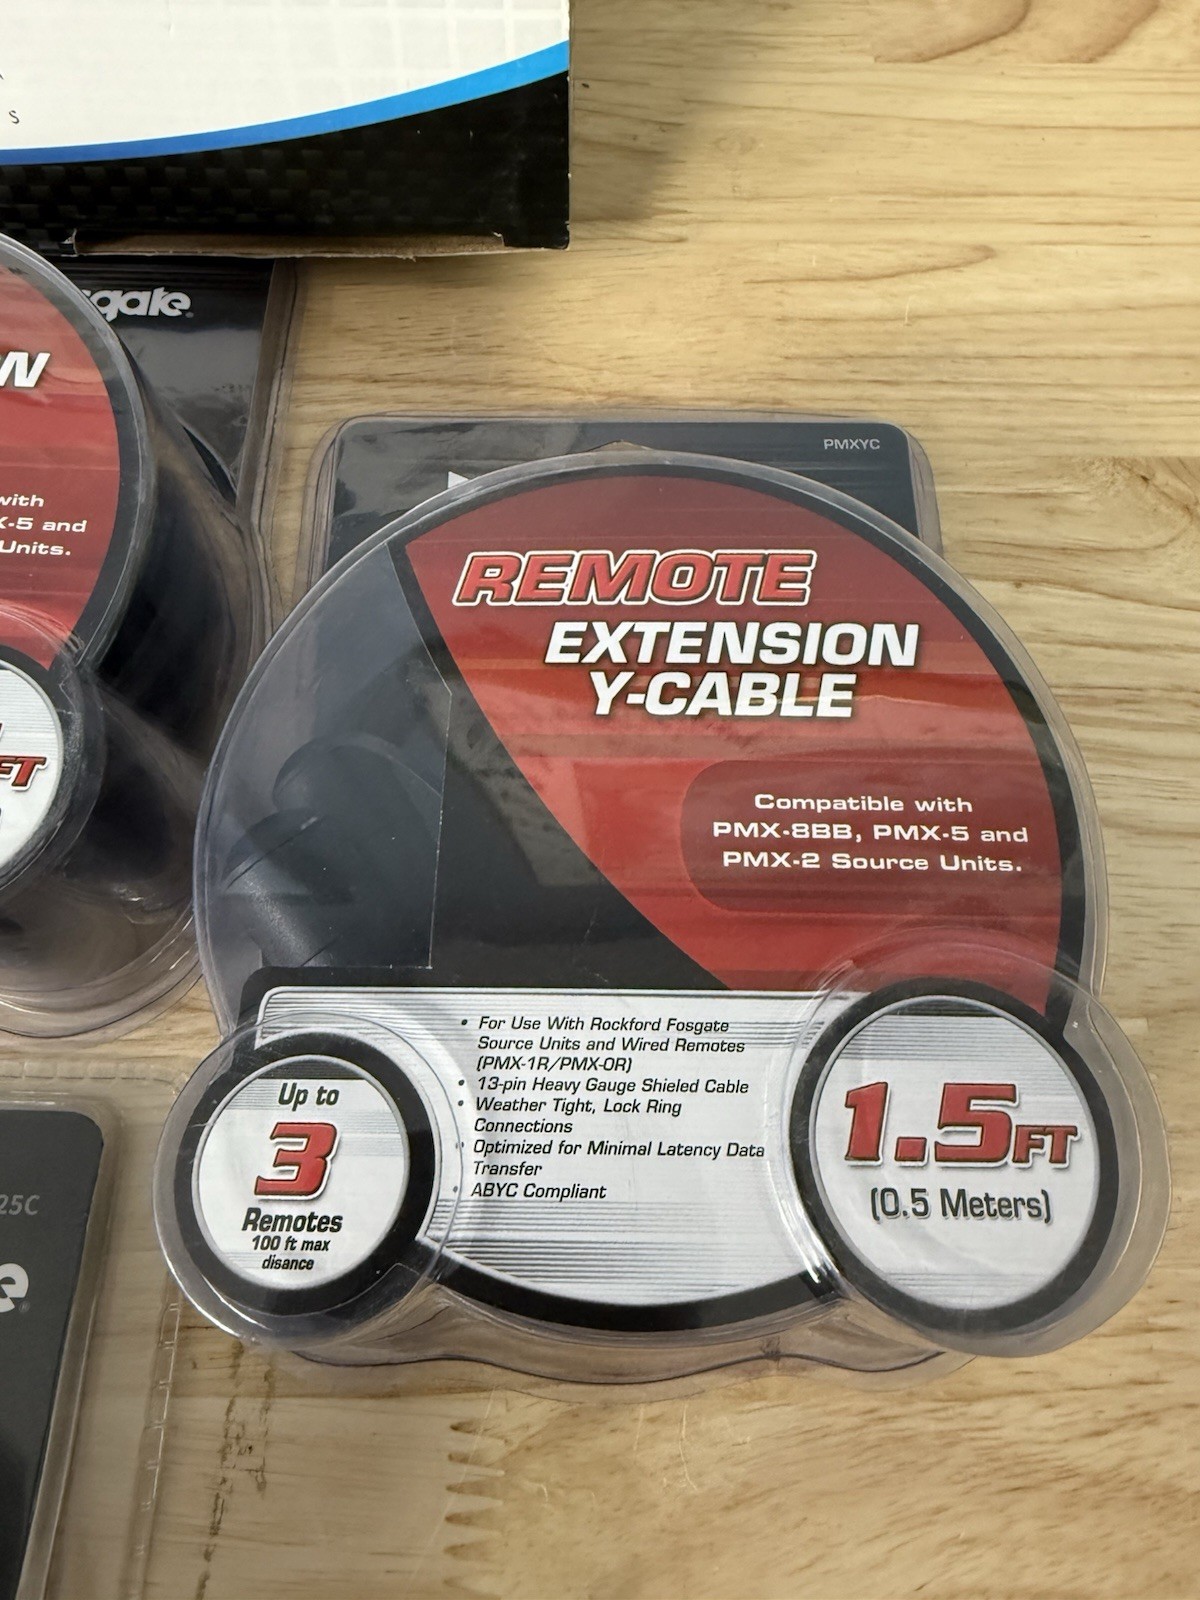 s
sgate®
N
with
X-5 and
Units.
FT
25C
e®
PMXYC
REMOTE
EXTENSION
Y-CABLE
Compatible with
PMX-8BB, PMX-5 and
PMX-2 Source Units.
• For Use With Rockford Fosgate
Source Units and Wired Remotes
(PMX-1R/PMX-0R)
• 13-pin Heavy Gauge Shielded Cable
• Weather Tight, Lock Ring
Connections
• Optimized for Minimal Latency Data
Transfer
• ABYC Compliant
Up to
3
Remotes
100 ft max
disance
1.5FT
(0.5 Meters)